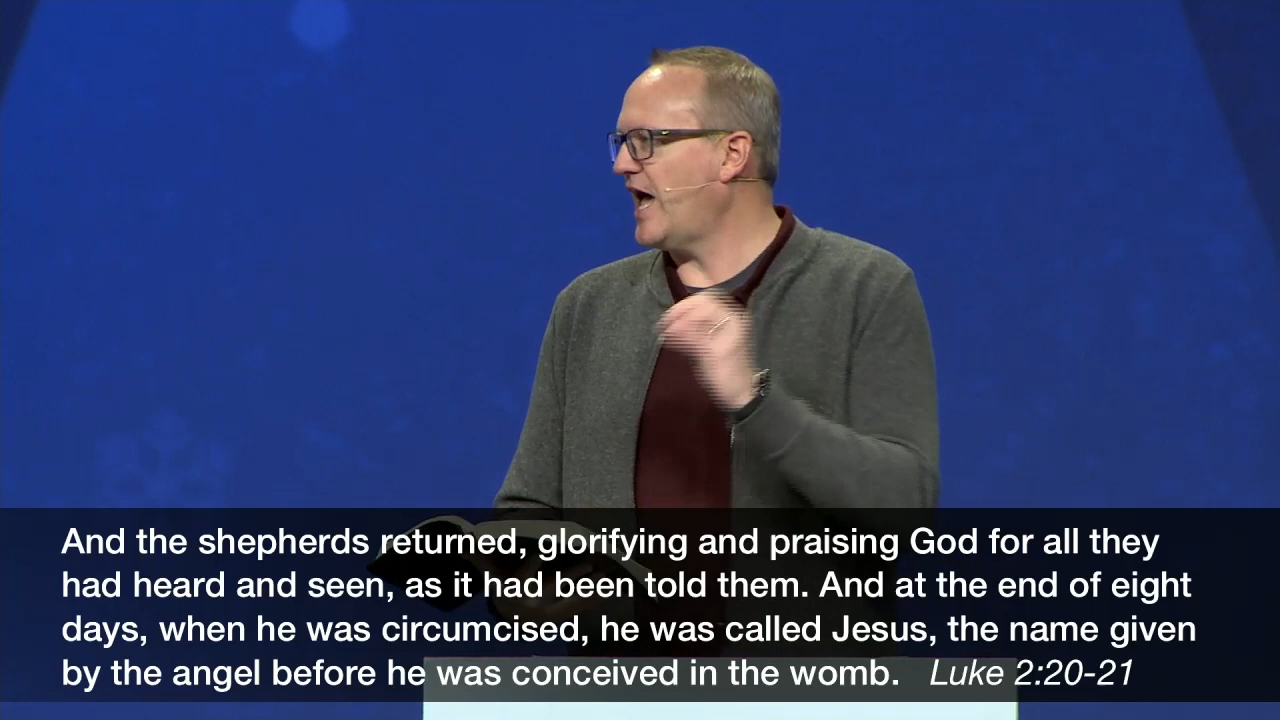 And the shepherds returned, glorifying and praising God for all they
had heard and seen, as it had been told them. And at the end of eight
days, when he was circumcised, he was called Jesus, the name given
by the angel before he was conceived in the womb. Luke 2:20-21